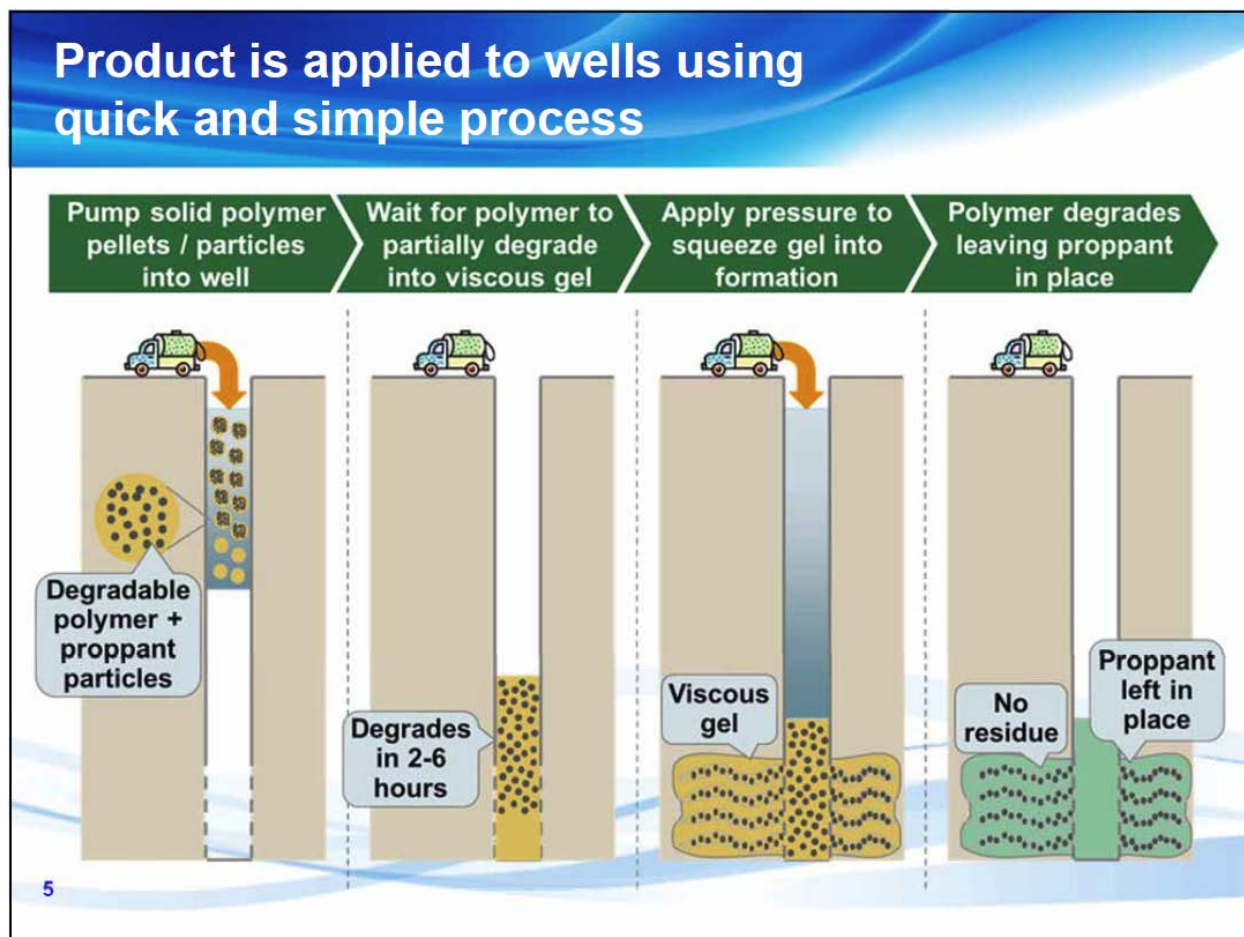 Product is applied to wells using
quick and simple process
Pump solid polymer
pellets / particles
into well
Wait for polymer to
partially degrade
into viscous gel
Apply pressure to
squeeze gel into
formation
Polymer degrades
leaving proppant
in place
Degradable
polymer +
proppant
particles
Degrades
in 2-6
hours
Viscous
gel
No
residue
Proppant
left in
place
5